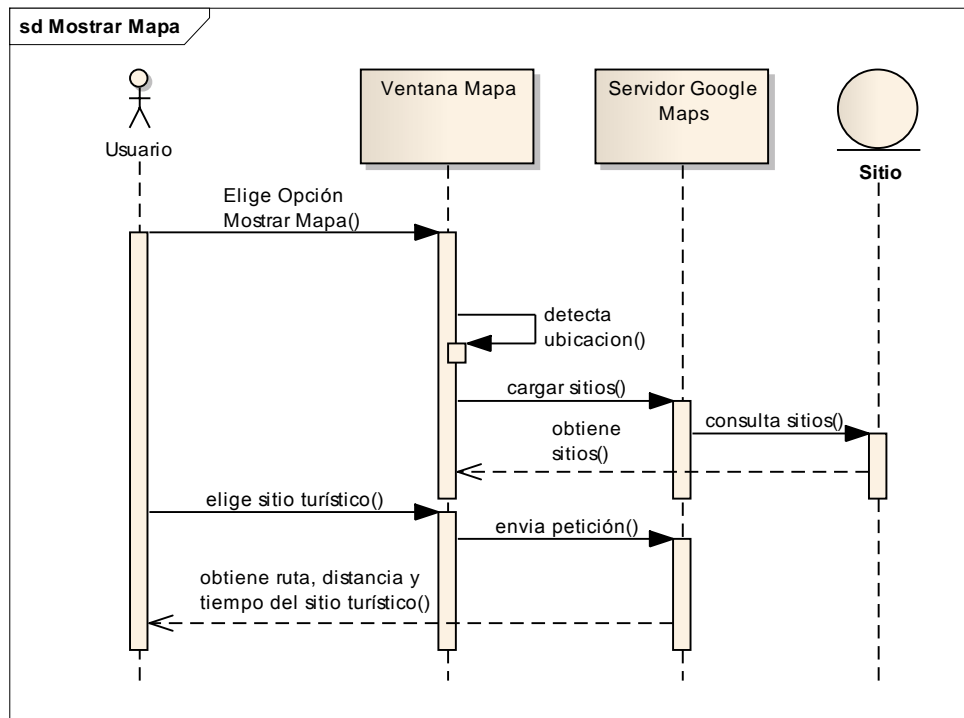 sd Mostrar Mapa
Usuario
Ventana Mapa
Servidor Google
Maps
Sitio
Elige Opción
Mostrar Mapa()
detecta
ubicacion()
cargar sitios()
consulta sitios()
obtiene
sitios()
elige sitio turístico()
envia petición()
obtiene ruta, distancia y
tiempo del sitio turístico()